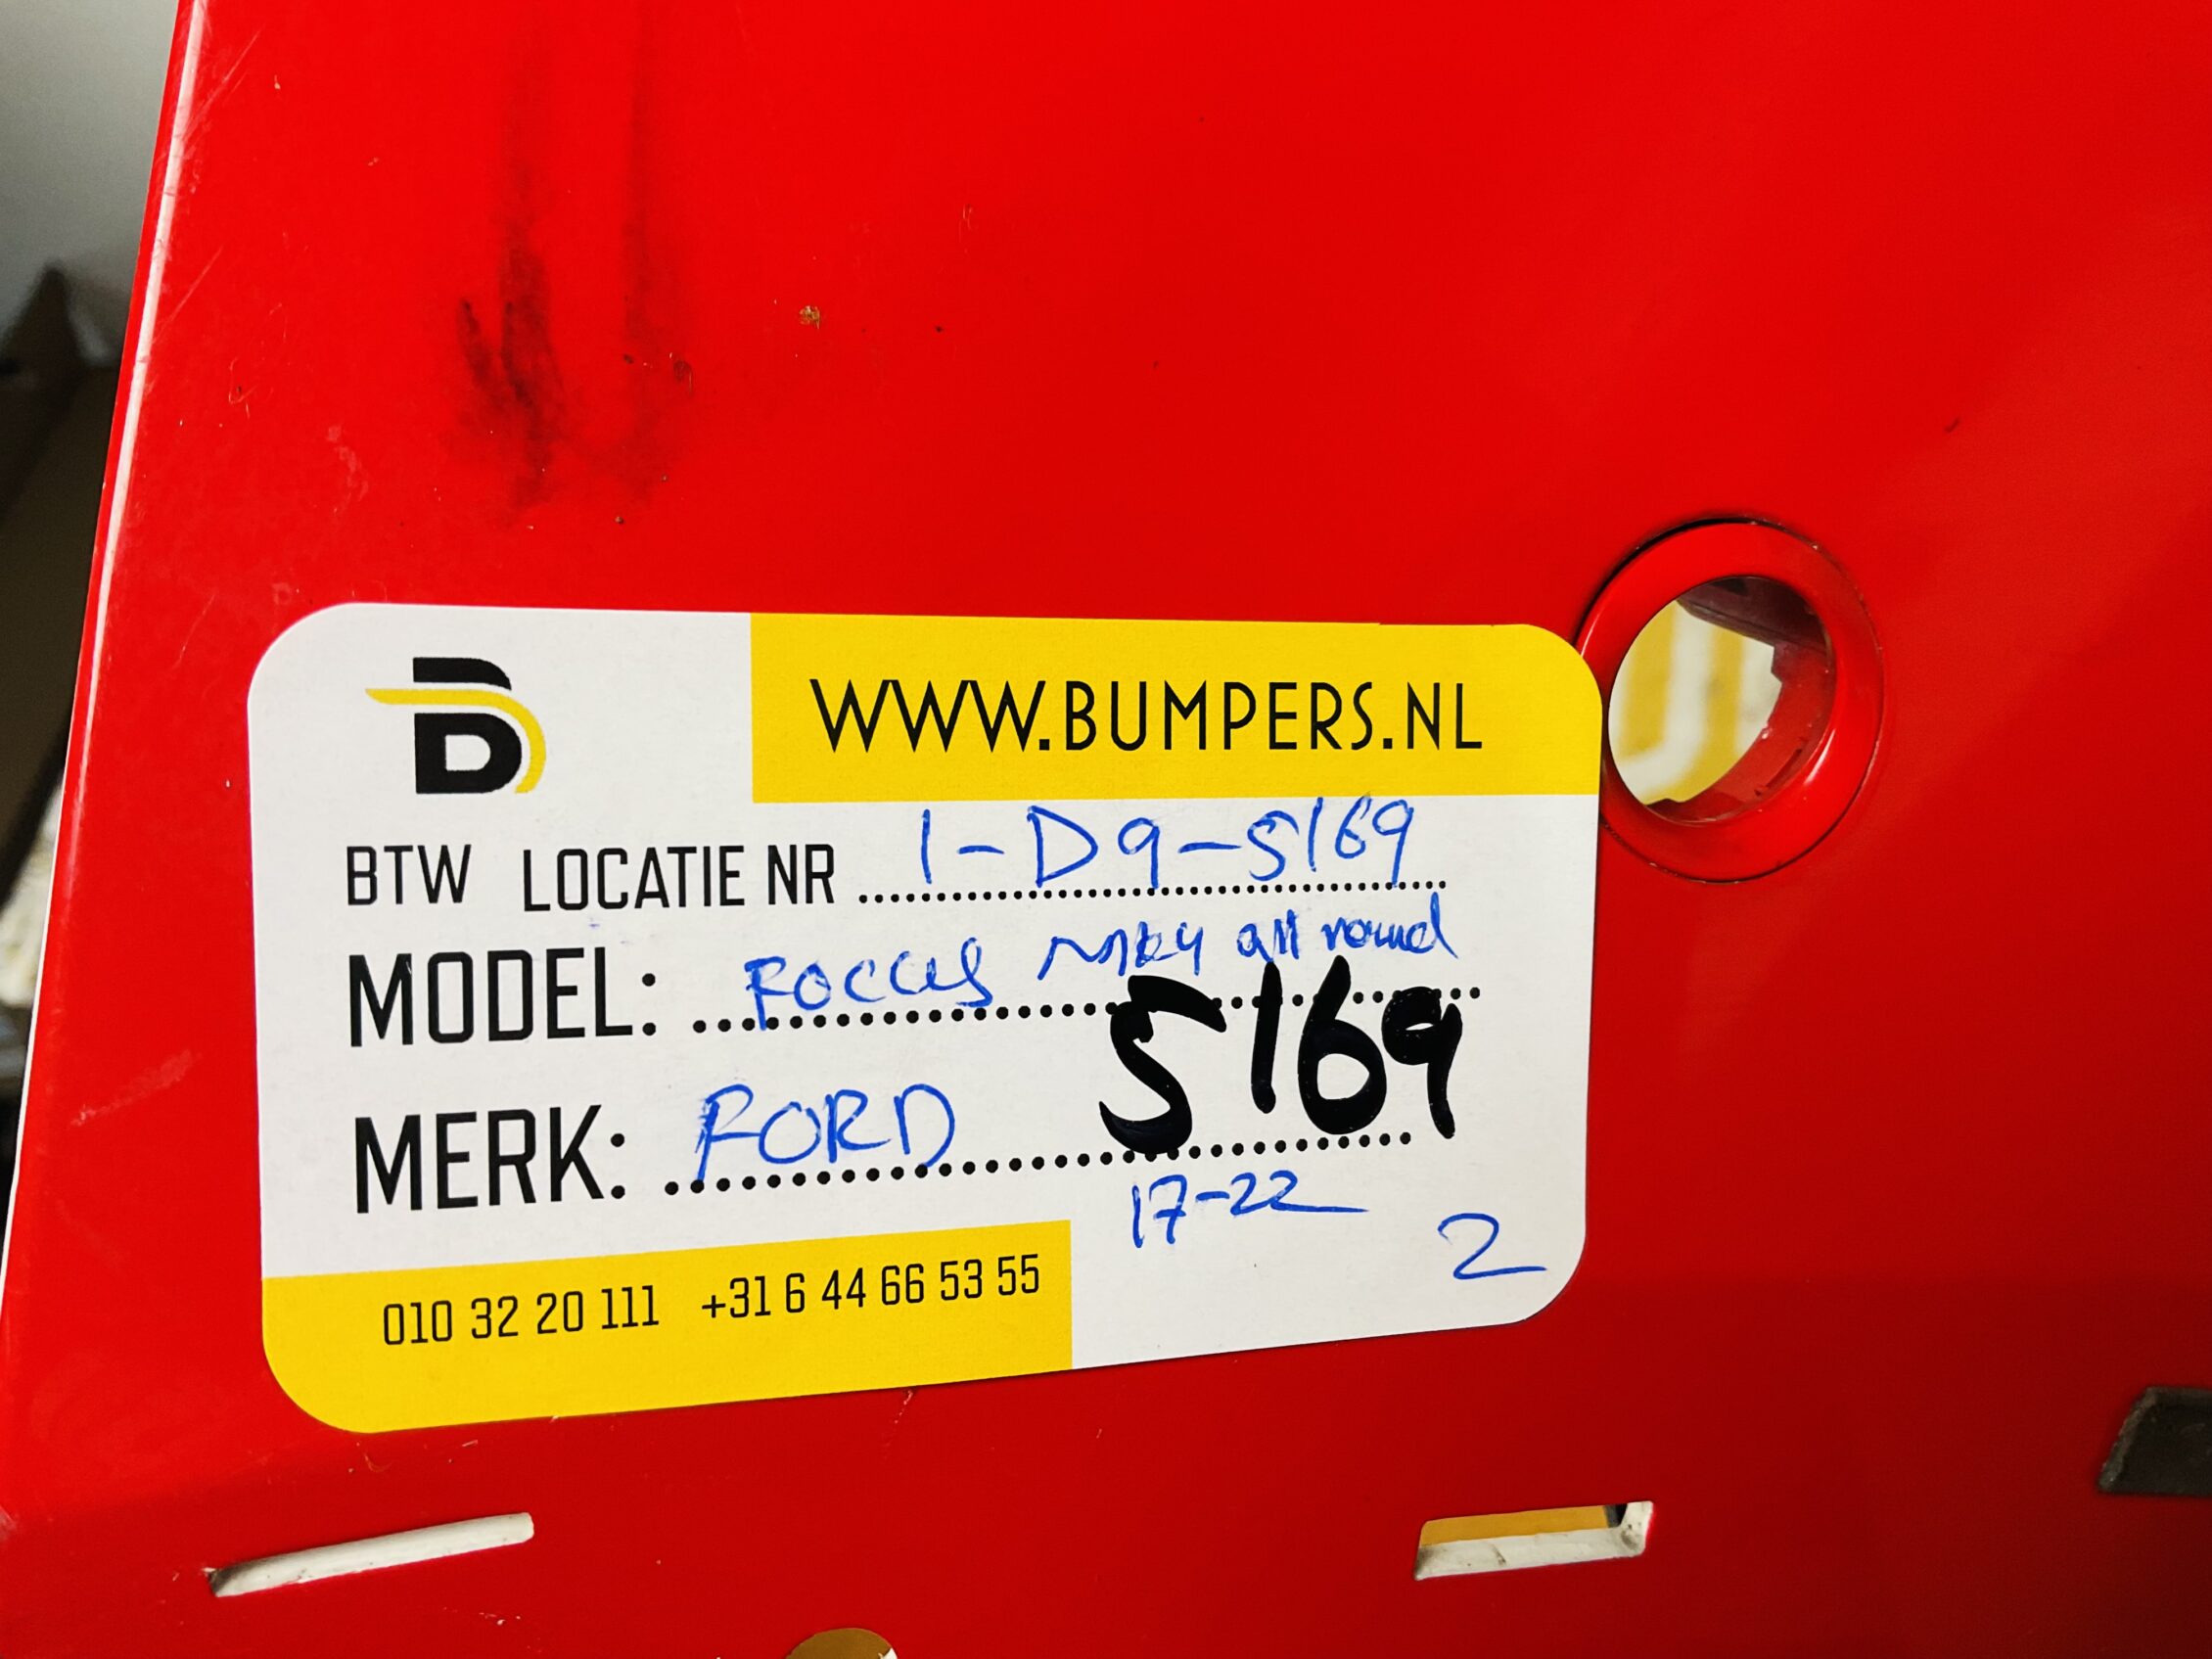 B
WWW.BUMPERS.NL
BTW LOCATIE NR 1-D9-S169
MODEL: FOCCUS MK4 all round
S169
MERK: FORD
17-22
2
010 32 20 111 +31 6 44 66 53 55